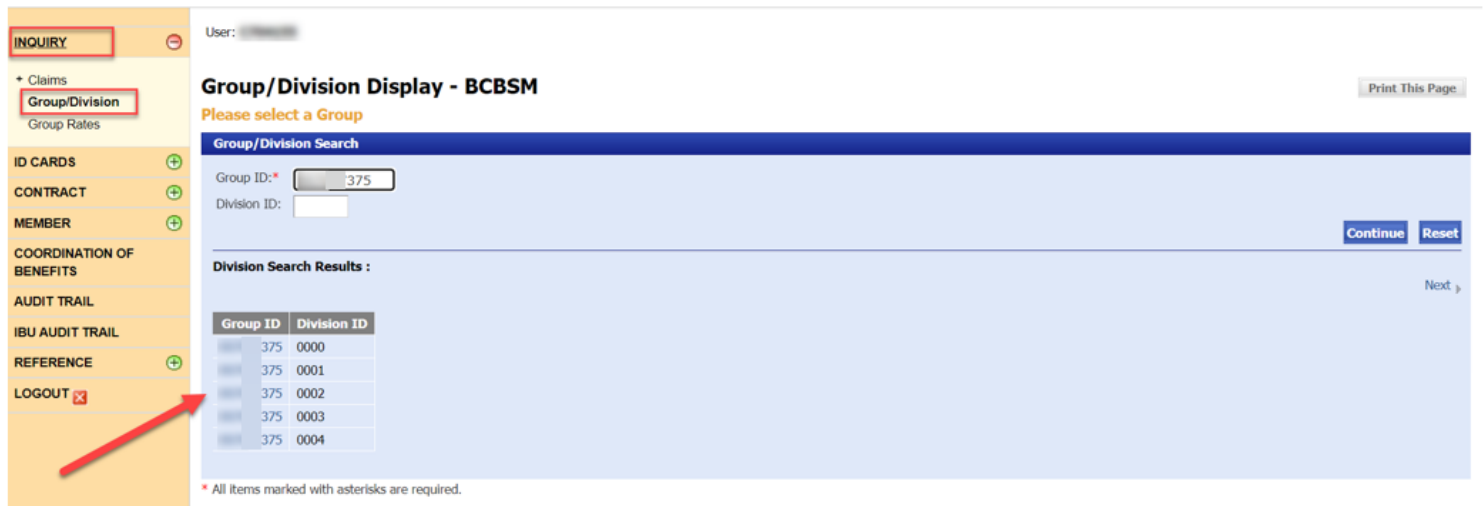 INQUIRY
+ Claims
Group/Division
Group Rates
ID CARDS
CONTRACT
MEMBER
COORDINATION OF
BENEFITS
AUDIT TRAIL
IBU AUDIT TRAIL
REFERENCE
LOGOUT
User:
Group/Division Display - BCBSM
Print This Page
Please select a Group
Group/Division Search
Group ID:* 375
Division ID:
Continue Reset
Division Search Results :
Next
Group ID Division ID
375 0000
375 0001
375 0002
375 0003
375 0004
* All items marked with asterisks are required.